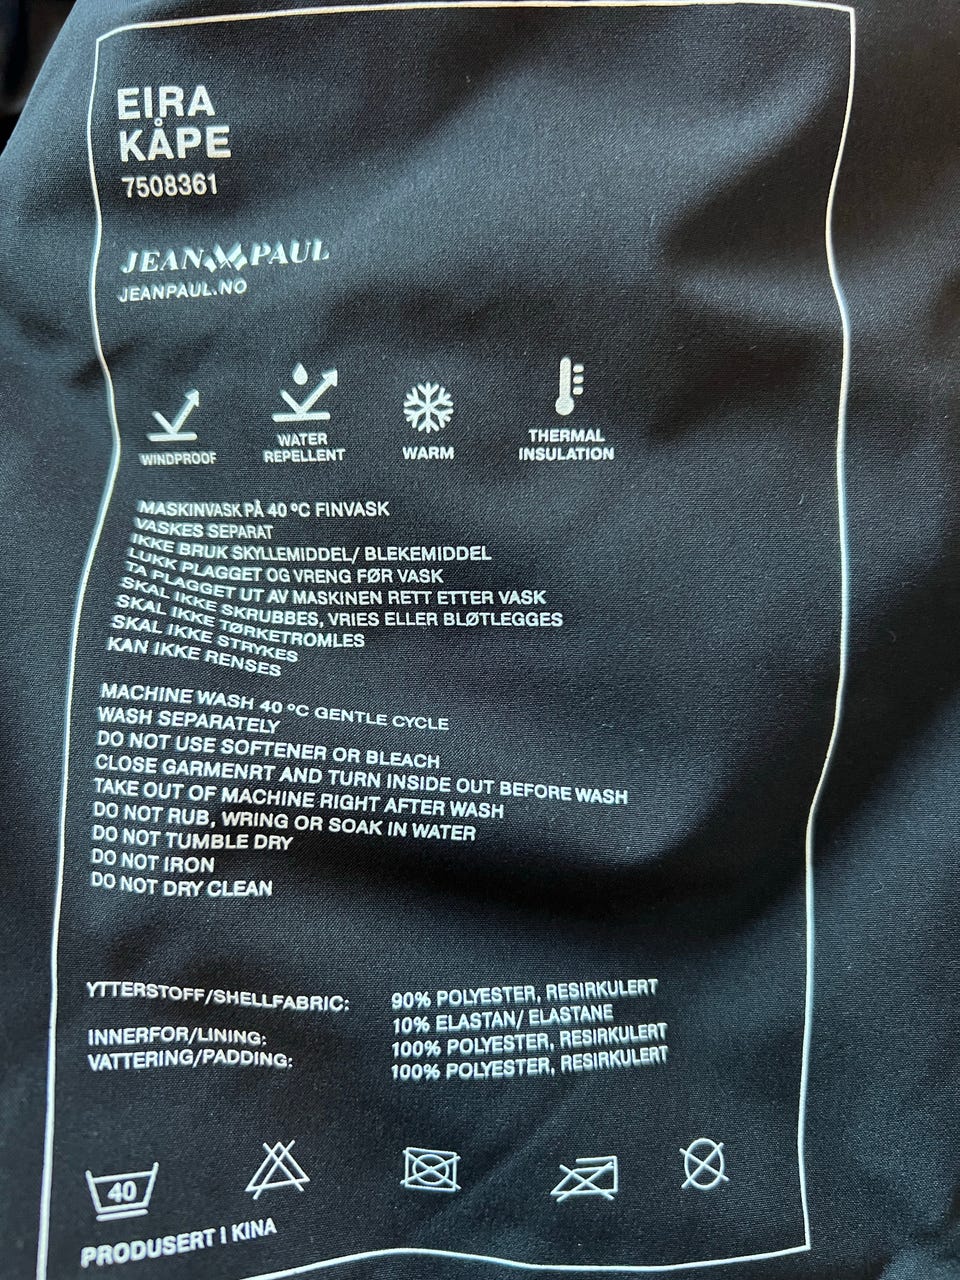 EIRA
KÅPE
7508361
JEAN PAUL
JEANPAUL.NO
WINDPROOF
WATER
REPELLENT
WARM
THERMAL
INSULATION
MASKINVASK PÅ 40 °C FINVASK
VASKES SEPARAT
IKKE BRUK SKYLLEMIDDEL/ BLEKEMIDDEL
LUKK PLAGGET OG VRENG FØR VASK
TA PLAGGET UT AV MASKINEN RETT ETTER VASK
SKAL IKKE SKRUBBES, VRIES ELLER BLØTLEGGES
SKAL IKKE TØRKETROMLES
SKAL IKKE STRYKES
KAN IKKE RENSES
MACHINE WASH 40 °C GENTLE CYCLE
WASH SEPARATELY
DO NOT USE SOFTENER OR BLEACH
CLOSE GARMENRT AND TURN INSIDE OUT BEFORE WASH
TAKE OUT OF MACHINE RIGHT AFTER WASH
DO NOT RUB, WRING OR SOAK IN WATER
DO NOT TUMBLE DRY
DO NOT IRON
DO NOT DRY CLEAN
YTTERSTOFF/SHELLFABRIC: 90% POLYESTER, RESIRKULERT
10% ELASTAN/ ELASTANE
INNERFOR/LINING: 100% POLYESTER, RESIRKULERT
VATTERING/PADDING: 100% POLYESTER, RESIRKULERT
40
PRODUSERT I KINA